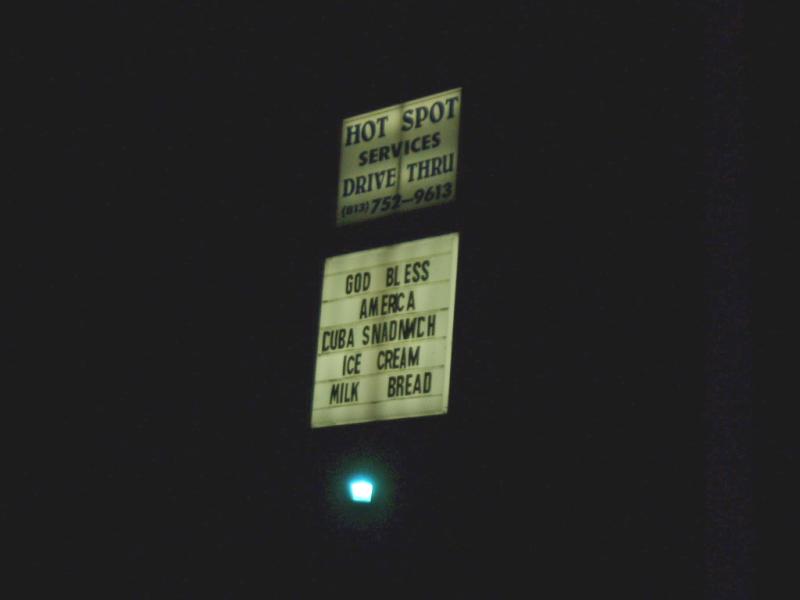 HOT SPOT
SERVICES
DRIVE THRU
(813) 752-9613
GOD BLESS
AMERICA
CUBA SNADNWCH
ICE CREAM
MILK BREAD